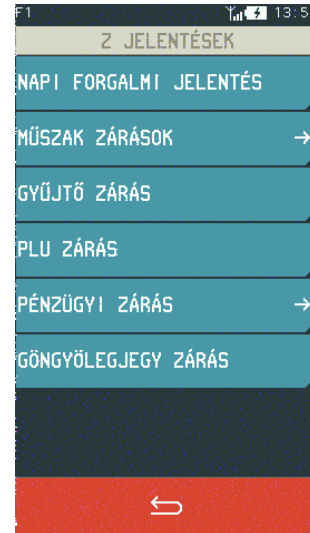 F1 13:5
Z JELENTÉSEK
NAPI FORGALMI JELENTÉS
MŰSZAK ZÁRÁSOK
GYŰJTŐ ZÁRÁS
PLU ZÁRÁS
PÉNZÜGYI ZÁRÁS
GÖNGYÖLEGJEGY ZÁRÁS